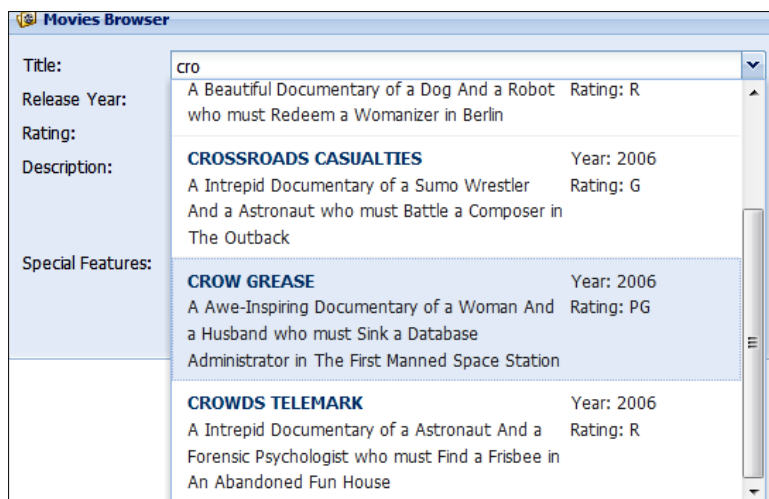 Movies Browser
Title:
cro
Release Year:
Rating:
Description:
Special Features:
A Beautiful Documentary of a Dog And a Robot Rating: R
who must Redeem a Womanizer in Berlin
CROSSROADS CASUALTIES Year: 2006
A Intrepid Documentary of a Sumo Wrestler Rating: G
And a Astronaut who must Battle a Composer in
The Outback
CROW GREASE Year: 2006
A Awe-Inspiring Documentary of a Woman And Rating: PG
a Husband who must Sink a Database
Administrator in The First Manned Space Station
CROWDS TELEMARK Year: 2006
A Intrepid Documentary of a Astronaut And a Rating: R
Forensic Psychologist who must Find a Frisbee in
An Abandoned Fun House